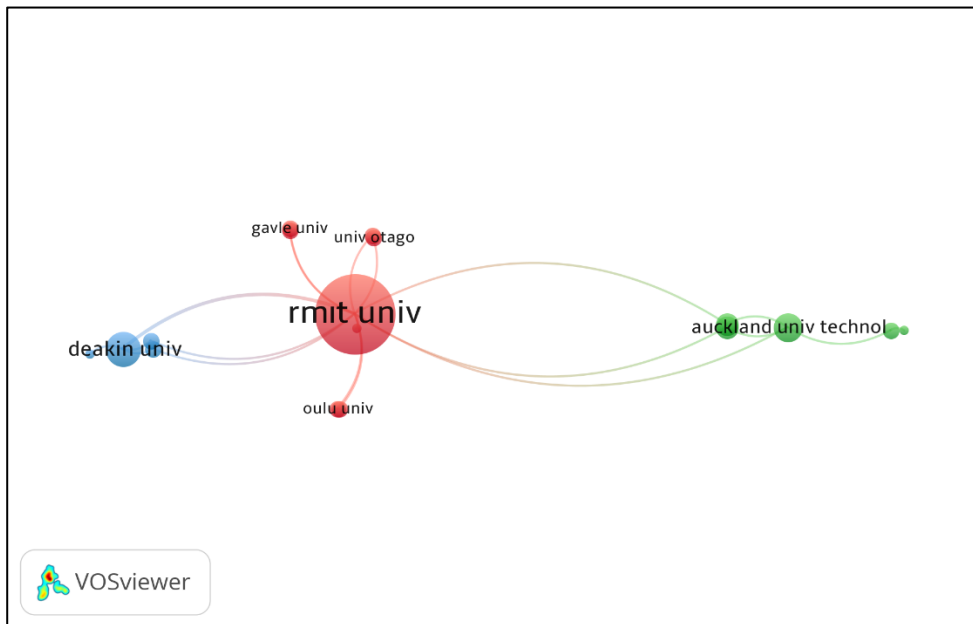 gavle univ
univ otago
rmit univ
auckland univ technol
deakin univ
oulu univ
VOSviewer